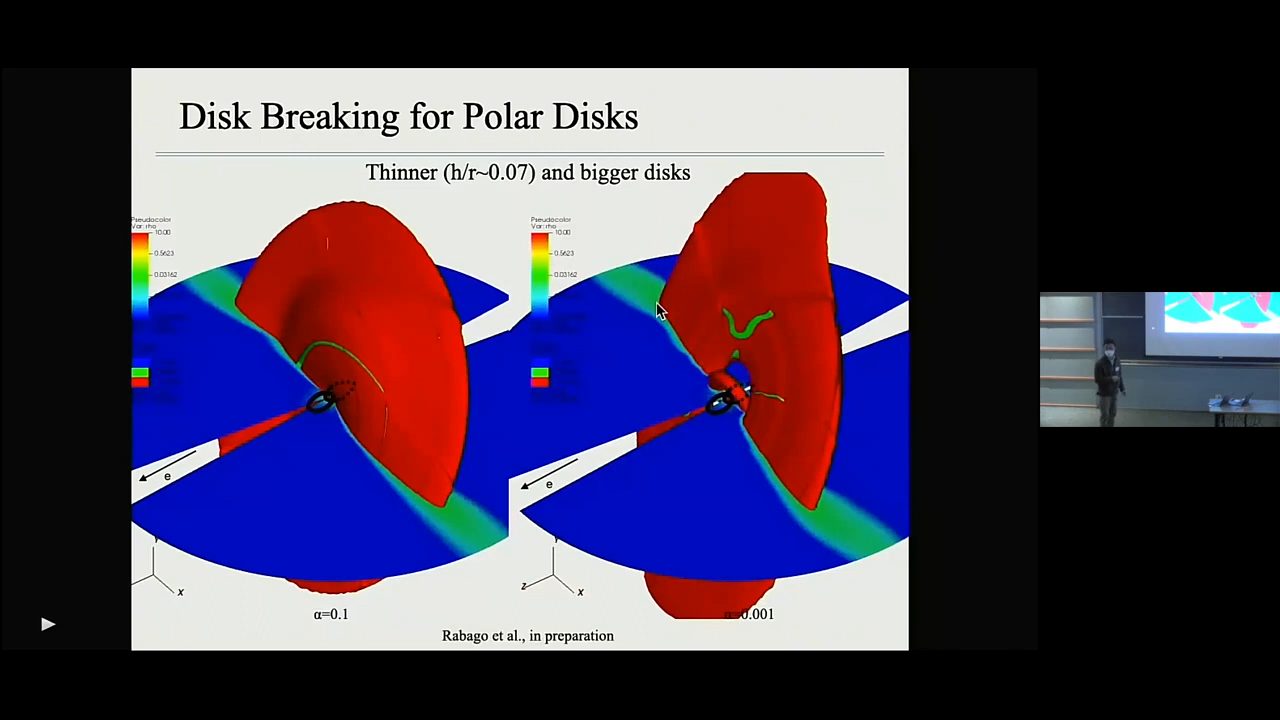 Disk Breaking for Polar Disks
Thinner (h/r~0.07) and bigger disks
Pseudocolor
Var: rho
10.00
0.5623
0.03162
Pseudocolor
Var: rho
10.00
0.5623
0.03162
e
e
x
z
x
α=0.1
α=0.001
Rabago et al., in preparation